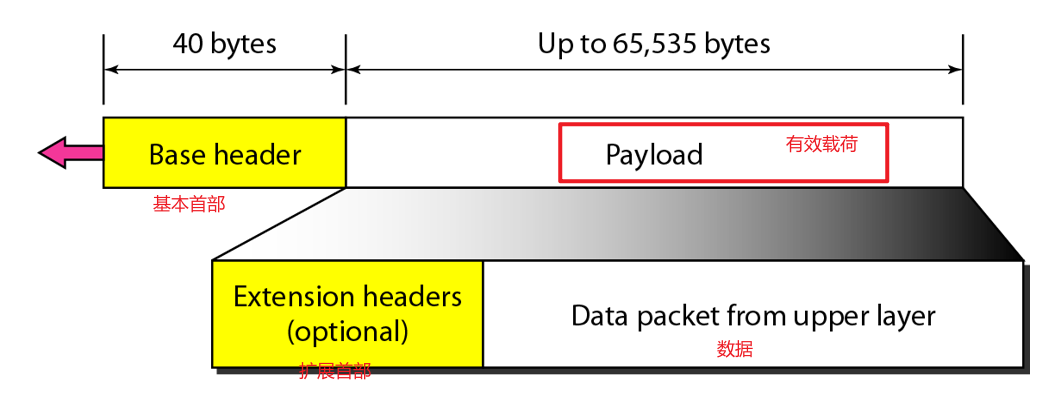 40 bytes
Up to 65,535 bytes
Base header
Payload
有效载荷
基本首部
Extension headers
(optional)
Data packet from upper layer
扩展首部
数据